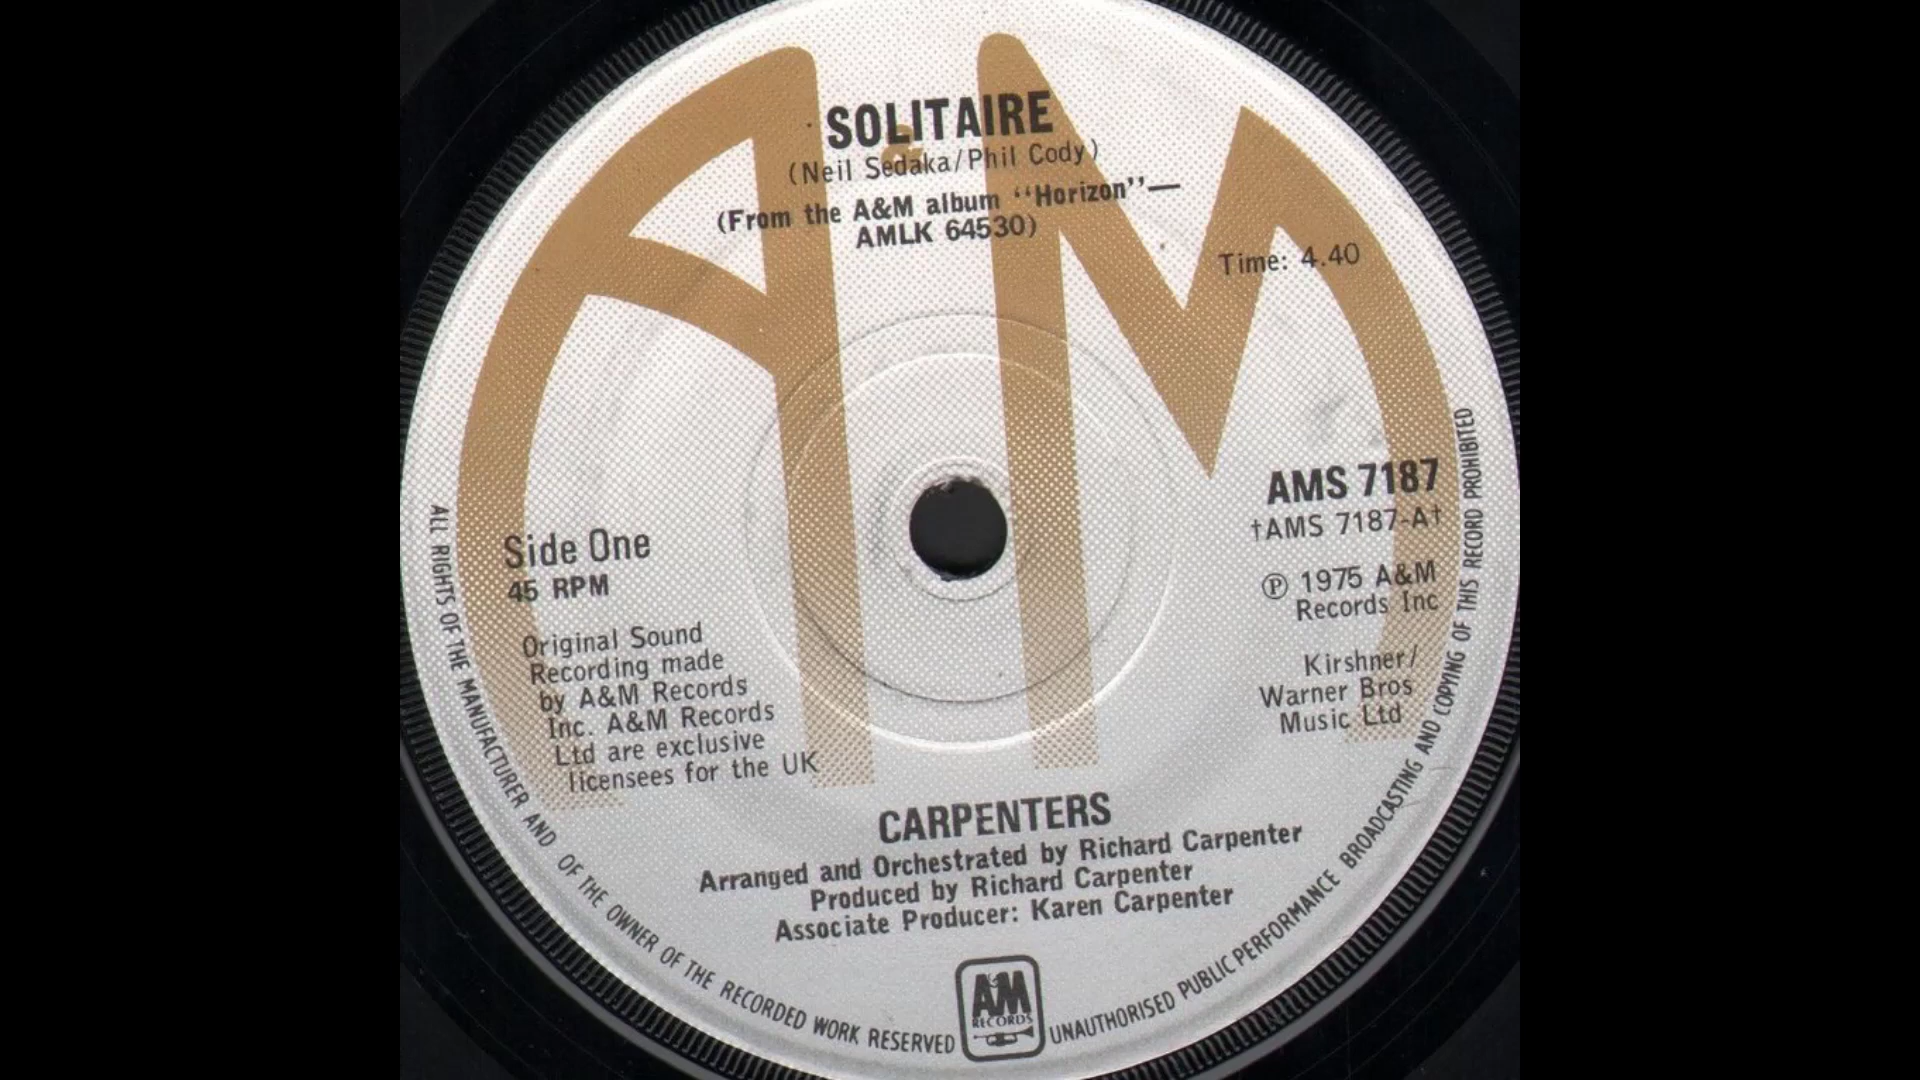 SOLITAIRE
(Neil Sedaka/Phil Cody)
(From the A&M album “Horizon”—
AMLK 64530)
Time: 4.40
AMS 7187
†AMS 7187-A†
Ⓟ 1975 A&M
Records Inc
Kirshner/
Warner Bros
Music Ltd
Side One
45 RPM
Original Sound
Recording made
by A&M Records
Inc. A&M Records
Ltd are exclusive
licensees for the UK
CARPENTERS
Arranged and Orchestrated by Richard Carpenter
Produced by Richard Carpenter
Associate Producer: Karen Carpenter
ALL RIGHTS OF THE MANUFACTURER AND OF THE OWNER OF THE RECORDED WORK RESERVED
UNAUTHORISED PUBLIC PERFORMANCE BROADCASTING AND COPYING OF THIS RECORD PROHIBITED
A&M
RECORDS